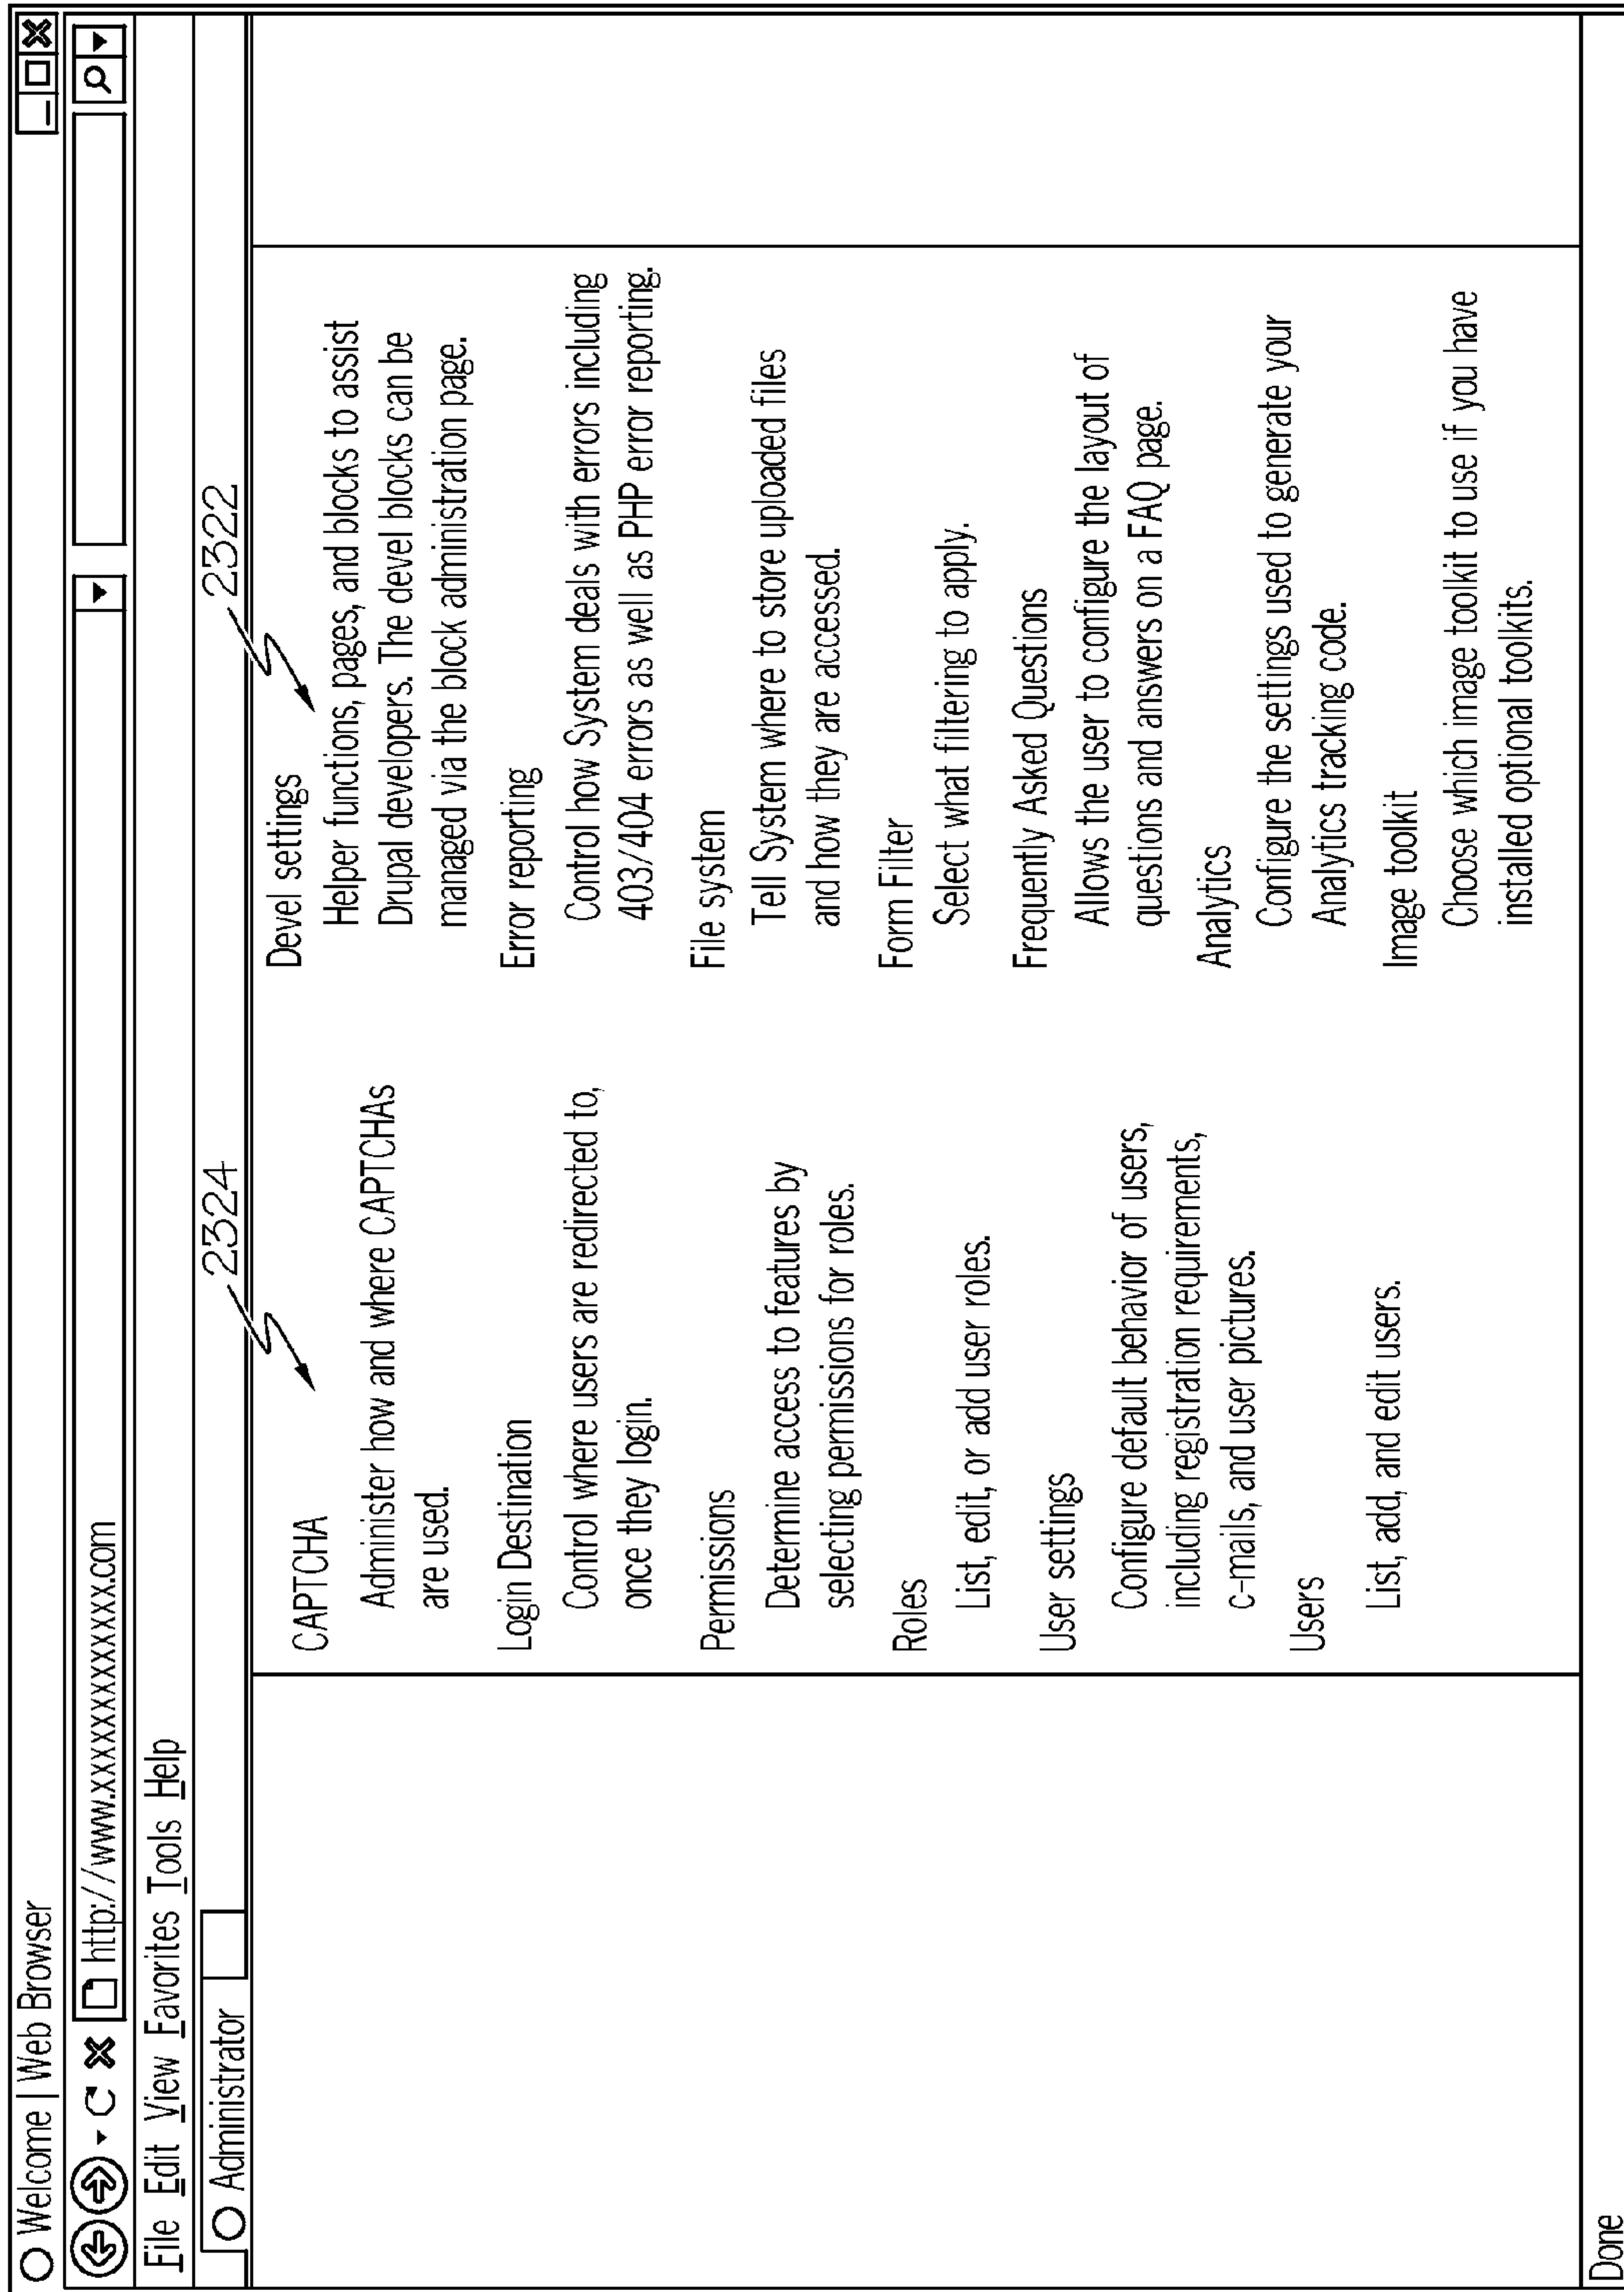 Welcome | Web Browser
http://www.xxxxxxxxxxxxxxx.com
File Edit View Favorites Tools Help
Administrator
2324
CAPTCHA
Administer how and where CAPTCHAs
are used.
Login Destination
Control where users are redirected to,
once they login.
Permissions
Determine access to features by
selecting permissions for roles.
Roles
List, edit, or add user roles.
User settings
Configure default behavior of users,
including registration requirements,
c-mails, and user pictures.
Users
List, add, and edit users.
2322
Devel settings
Helper functions, pages, and blocks to assist
Drupal developers. The devel blocks can be
managed via the block administration page.
Error reporting
Control how System deals with errors including
403/404 errors as well as PHP error reporting.
File system
Tell System where to store uploaded files
and how they are accessed.
Form Filter
Select what filtering to apply.
Frequently Asked Questions
Allows the user to configure the layout of
questions and answers on a FAQ page.
Analytics
Configure the settings used to generate your
Analytics tracking code.
Image toolkit
Choose which image toolkit to use if you have
installed optional toolkits.
Done